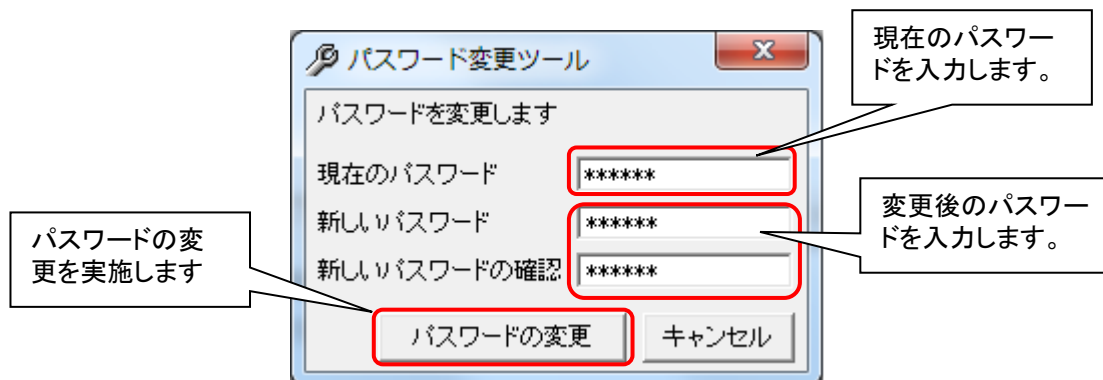 現在のパスワー
ドを入力します。
パスワード変更ツール
パスワードを変更します
現在のパスワード
******
新しいパスワード
******
新しいパスワードの確認
******
変更後のパスワー
ドを入力します。
パスワードの変
更を実施します
パスワードの変更
キャンセル